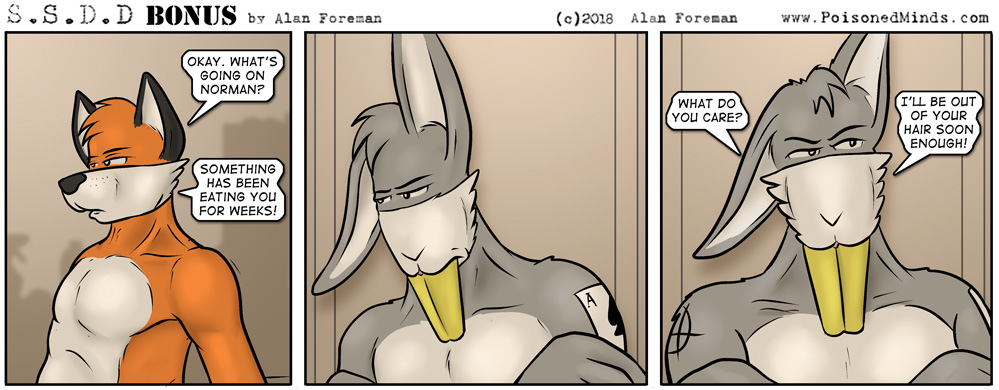 S.S.D.D BONUS by Alan Foreman (c)2018 Alan Foreman www.PoisonedMinds.com
OKAY. WHAT'S
GOING ON
NORMAN?
SOMETHING
HAS BEEN
EATING YOU
FOR WEEKS!
A
WHAT DO
YOU CARE?
I'LL BE OUT
OF YOUR
HAIR SOON
ENOUGH!